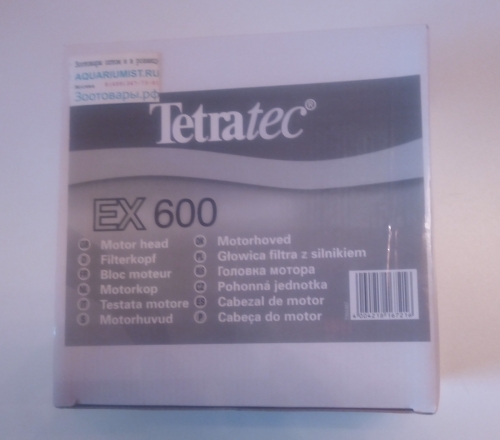 AQUARIUMIST.RU
Зоотовары.рф
Tetratec®
EX 600
Motor head
Filterkopf
Bloc moteur
Motorkop
Testata motore
Motorhuvud
Motorhoved
Głowica filtra z silnikiem
Головка мотора
Pohonná jednotka
Cabezal de motor
Cabeça do motor